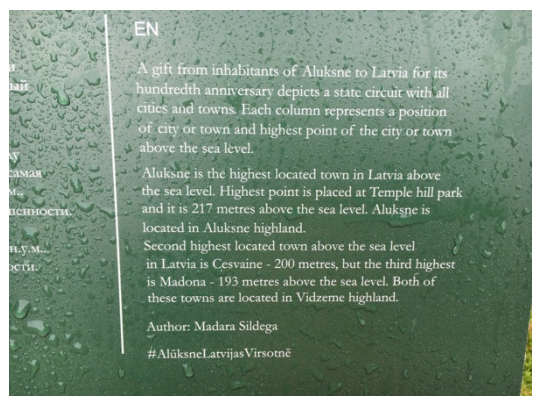 EN
A gift from inhabitants of Aluksne to Latvia for its
hundredth anniversary depicts a state circuit with all
cities and towns. Each column represents a position
of city or town and highest point of the city or town
above the sea level.
Aluksne is the highest located town in Latvia above
the sea level. Highest point is placed at Temple hill park
and it is 217 metres above the sea level. Aluksne is
located in Aluksne highland.
Second highest located town above the sea level
in Latvia is Cesvaine - 200 metres, but the third highest
is Madona - 193 metres above the sea level. Both of
these towns are located in Vidzeme highland.
Author: Madara Sildega
#AlūksneLatvijasVirsotnē
самая
н.у.м..